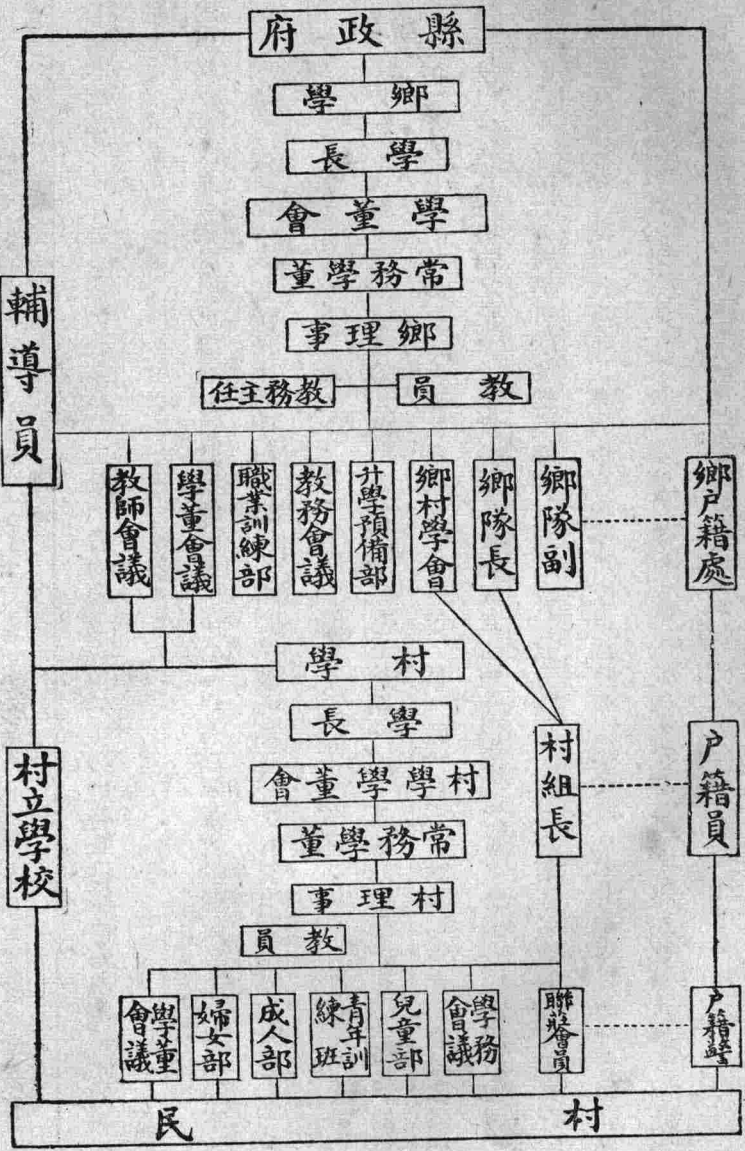 縣政府
鄉學
學長
學董會
常務學董
鄉理事
教務主任
教員
輔導員
鄉戶籍處
鄉隊副
鄉隊長
鄉村學會
升學預備部
教務會議
職業訓練部
學董會議
教師會議
村學
學長
村學學董會
常務學董
村理事
教員
村組長
户籍員
村立學校
學務會議
兒童部
青年訓練班
成人部
婦女部
學董會議
聯莊會員
户籍警
村民